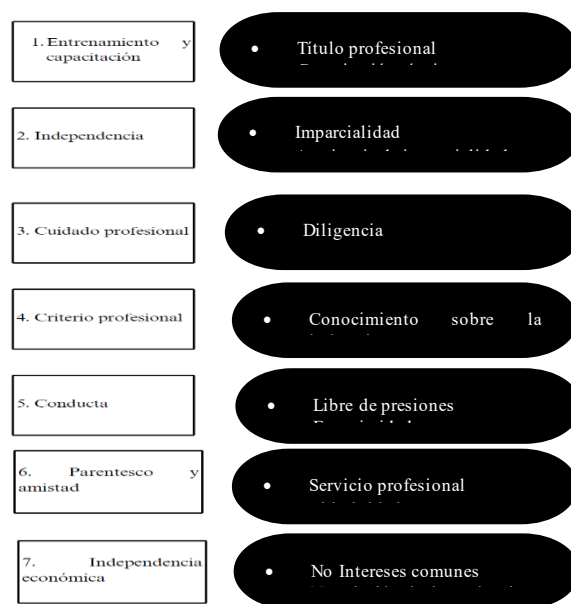 1. Entrenamiento y
capacitación
• Título profesional
2. Independencia
• Imparcialidad
3. Cuidado profesional
• Diligencia
4. Criterio profesional
• Conocimiento sobre la
5. Conducta
• Libre de presiones
6. Parentesco y
amistad
• Servicio profesional
7. Independencia
económica
• No Intereses comunes